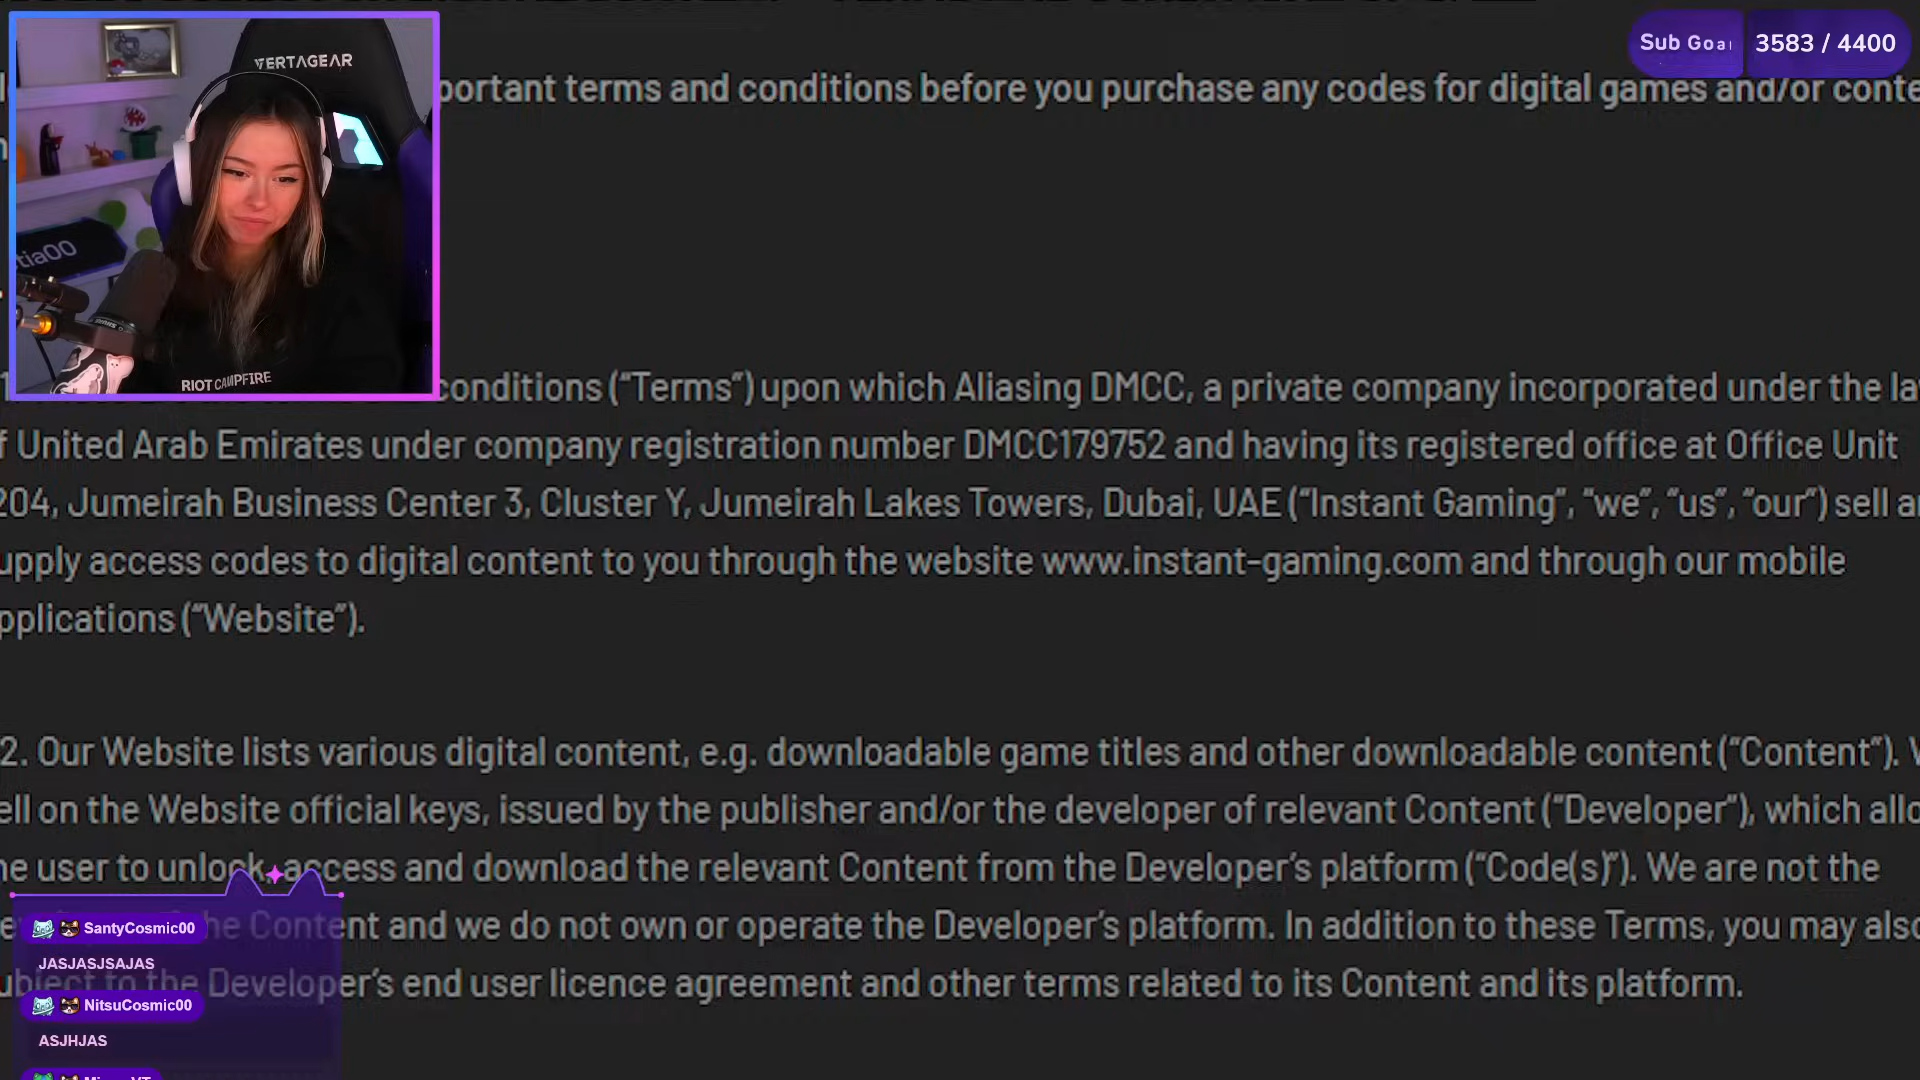 Sub Goa
3583 / 4400
VERTAGEAR
portant terms and conditions before you purchase any codes for digital games and/or conte
tia00
RIOT CAMPFIRE
conditions (“Terms”) upon which Aliasing DMCC, a private company incorporated under the la
f United Arab Emirates under company registration number DMCC179752 and having its registered office at Office Unit
204, Jumeirah Business Center 3, Cluster Y, Jumeirah Lakes Towers, Dubai, UAE (“Instant Gaming”, “we”, “us”, “our”) sell a
upply access codes to digital content to you through the website www.instant-gaming.com and through our mobile
pplications (“Website”).
2. Our Website lists various digital content, e.g. downloadable game titles and other downloadable content (“Content”). W
ell on the Website official keys, issued by the publisher and/or the developer of relevant Content (“Developer”), which allo
he user to unlock, access and download the relevant Content from the Developer’s platform (“Code(s)”). We are not the
he Content and we do not own or operate the Developer’s platform. In addition to these Terms, you may also
ubject to the Developer’s end user licence agreement and other terms related to its Content and its platform.
SantyCosmic00
JASJASJSAJAS
NitsuCosmic00
ASJHJAS